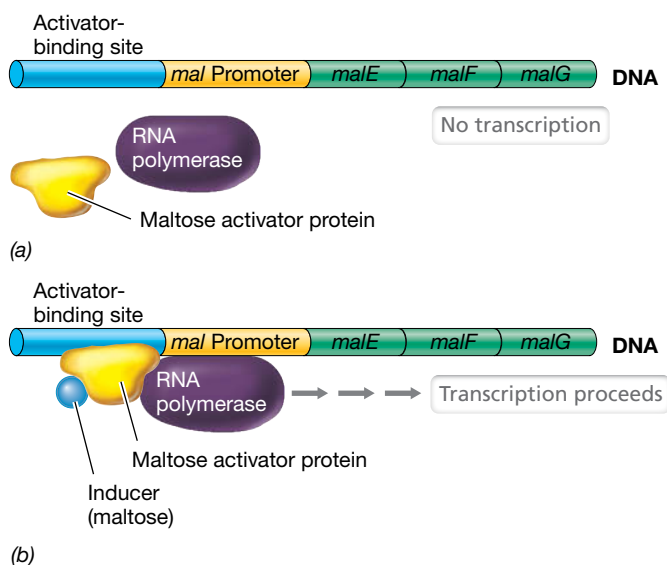 Activator-
binding site
mal Promoter malE malF malG DNA
No transcription
RNA
polymerase
Maltose activator protein
(a)
Activator-
binding site
mal Promoter malE malF malG DNA
RNA
polymerase
Transcription proceeds
Maltose activator protein
Inducer
(maltose)
(b)